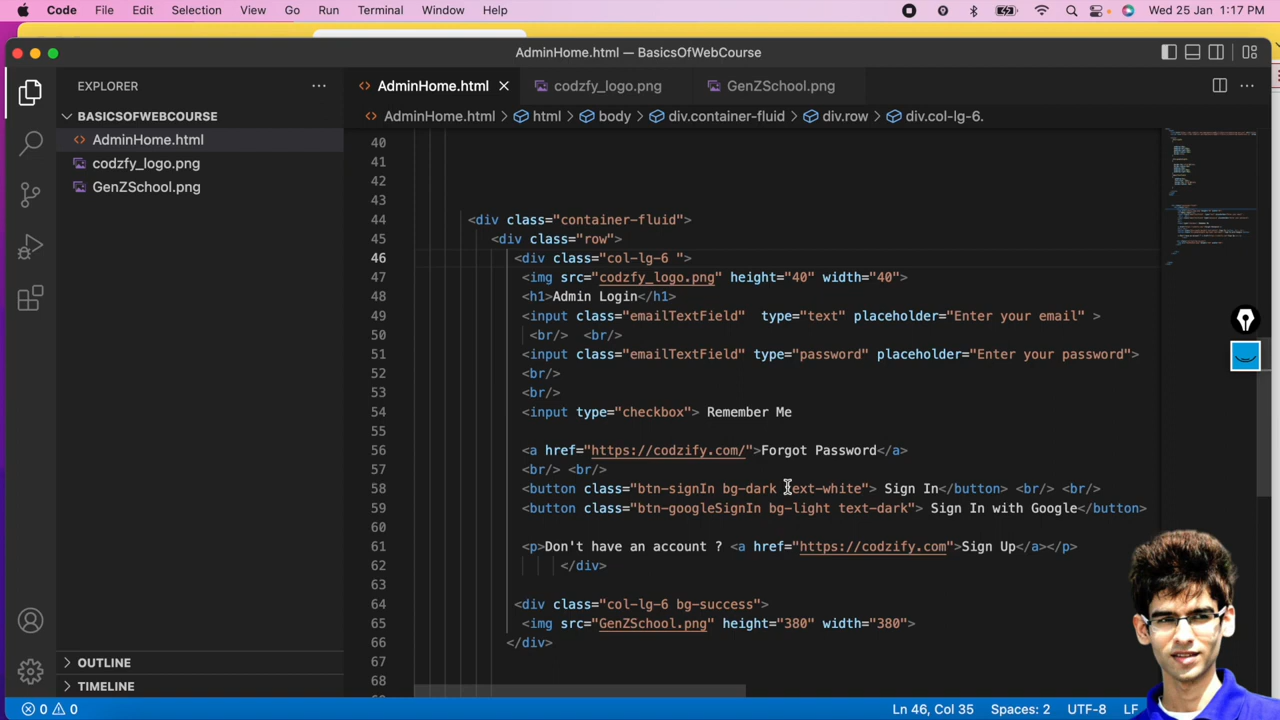 Code File Edit Selection View Go Run Terminal Window Help Wed 25 Jan 1:17 PM
AdminHome.html — BasicsOfWebCourse
EXPLORER
AdminHome.html
codzfy_logo.png
GenZSchool.png
BASICSOFWEBCOURSE
AdminHome.html > html > body > div.container-fluid > div.row > div.col-lg-6.
AdminHome.html
codzfy_logo.png
GenZSchool.png
40
41
42
43
44 <div class="container-fluid">
45 <div class="row">
46 <div class="col-lg-6 ">
47 <img src="codzfy_logo.png" height="40" width="40">
48 <h1>Admin Login</h1>
49 <input class="emailTextField"  type="text" placeholder="Enter your email" >
50 <br/>  <br/>
51 <input class="emailTextField" type="password" placeholder="Enter your password">
52 <br/>
53 <br/>
54 <input type="checkbox"> Remember Me
55
56 <a href="https://codzify.com/">Forgot Password</a>
57 <br/> <br/>
58 <button class="btn-signIn bg-dark text-white"> Sign In</button> <br/> <br/>
59 <button class="btn-googleSignIn bg-light text-dark"> Sign In with Google</button>
60
61 <p>Don't have an account ? <a href="https://codzify.com">Sign Up</a></p>
62 </div>
63
64 <div class="col-lg-6 bg-success">
65 <img src="GenZSchool.png" height="380" width="380">
66 </div>
67
68
OUTLINE
TIMELINE
0 0 Ln 46, Col 35 Spaces: 2 UTF-8 LF